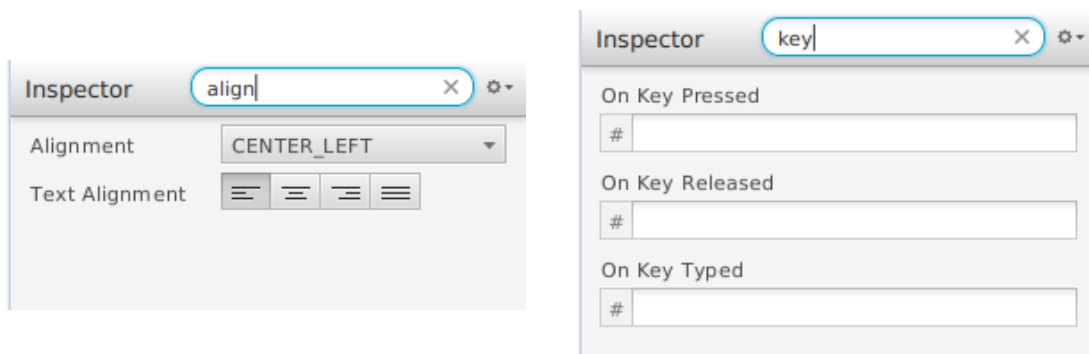 Inspector align
Alignment CENTER_LEFT
Text Alignment
Inspector key
On Key Pressed
#
On Key Released
#
On Key Typed
#